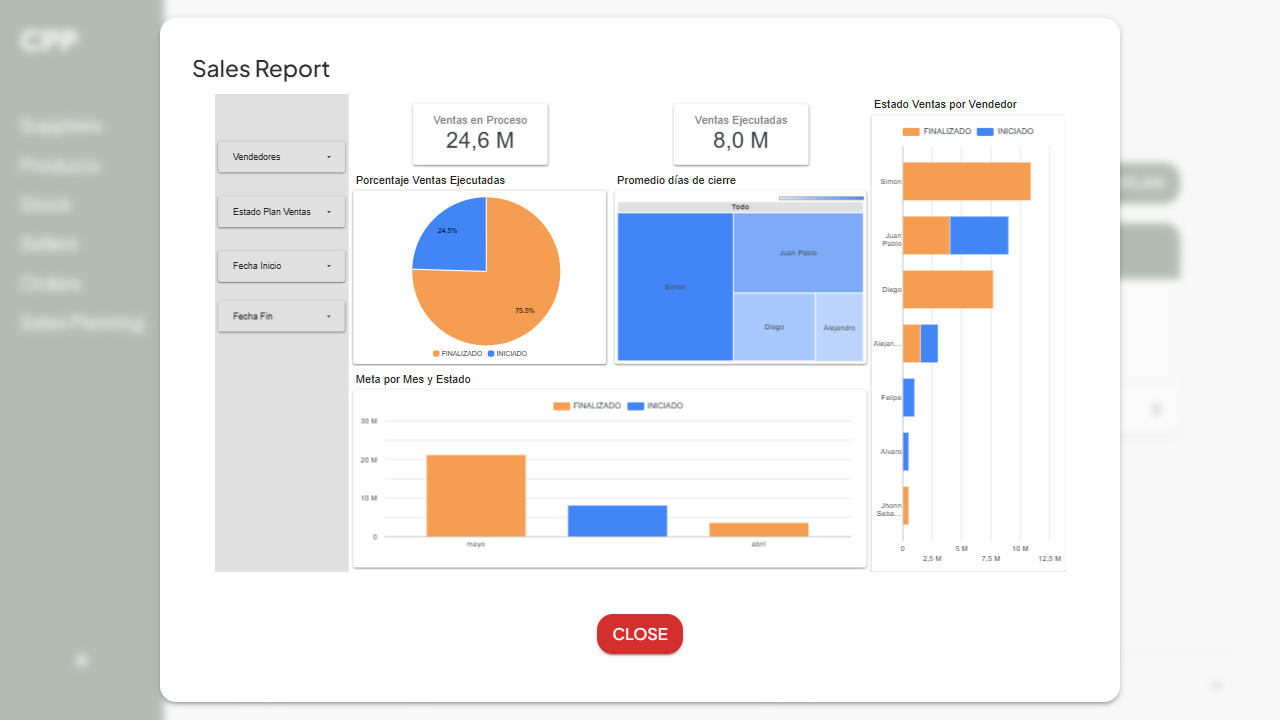 CPP
Suppliers
Products
Stock
Sellers
Orders
Sales Planning
Sales Report
Vendedores
Estado Plan Ventas
Fecha Inicio
Fecha Fin
Ventas en Proceso
24,6 M
Ventas Ejecutadas
8,0 M
Porcentaje Ventas Ejecutadas
24.5%
75.5%
FINALIZADO INICIADO
Promedio días de cierre
Todo
Simon
Juan Pablo
Diego
Alejandro
Meta por Mes y Estado
FINALIZADO INICIADO
30 M
20 M
10 M
0
mayo abril
Estado Ventas por Vendedor
FINALIZADO INICIADO
Simon
Juan
Pablo
Diego
Alejan...
Felipe
Alvaro
Jhonn
Seba...
0 5 M 10 M
2,5 M 7,5 M 12,5 M
CLOSE